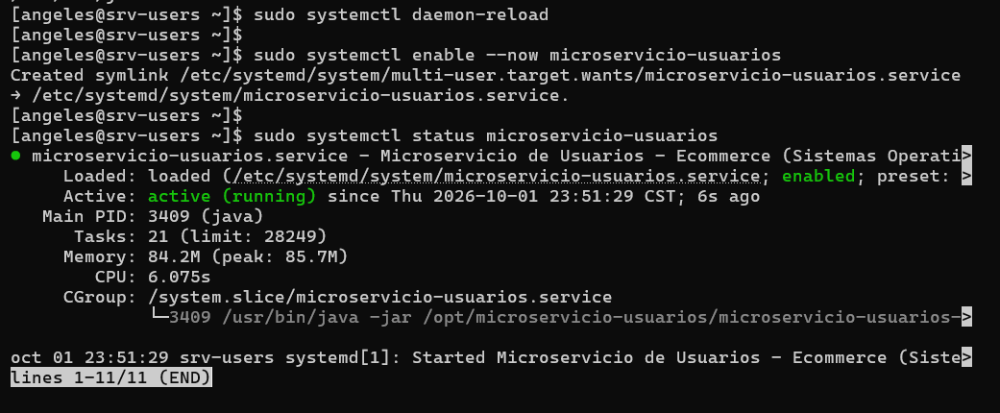 [angeles@srv-users ~]$ sudo systemctl daemon-reload
[angeles@srv-users ~]$
[angeles@srv-users ~]$ sudo systemctl enable --now microservicio-usuarios
Created symlink /etc/systemd/system/multi-user.target.wants/microservicio-usuarios.service
→ /etc/systemd/system/microservicio-usuarios.service.
[angeles@srv-users ~]$
[angeles@srv-users ~]$ sudo systemctl status microservicio-usuarios
● microservicio-usuarios.service - Microservicio de Usuarios - Ecommerce (Sistemas Operati>
Loaded: loaded (/etc/systemd/system/microservicio-usuarios.service; enabled; preset: >
Active: active (running) since Thu 2026-10-01 23:51:29 CST; 6s ago
Main PID: 3409 (java)
Tasks: 21 (limit: 28249)
Memory: 84.2M (peak: 85.7M)
CPU: 6.075s
CGroup: /system.slice/microservicio-usuarios.service
└─3409 /usr/bin/java -jar /opt/microservicio-usuarios/microservicio-usuarios->
oct 01 23:51:29 srv-users systemd[1]: Started Microservicio de Usuarios - Ecommerce (Siste>
lines 1-11/11 (END)